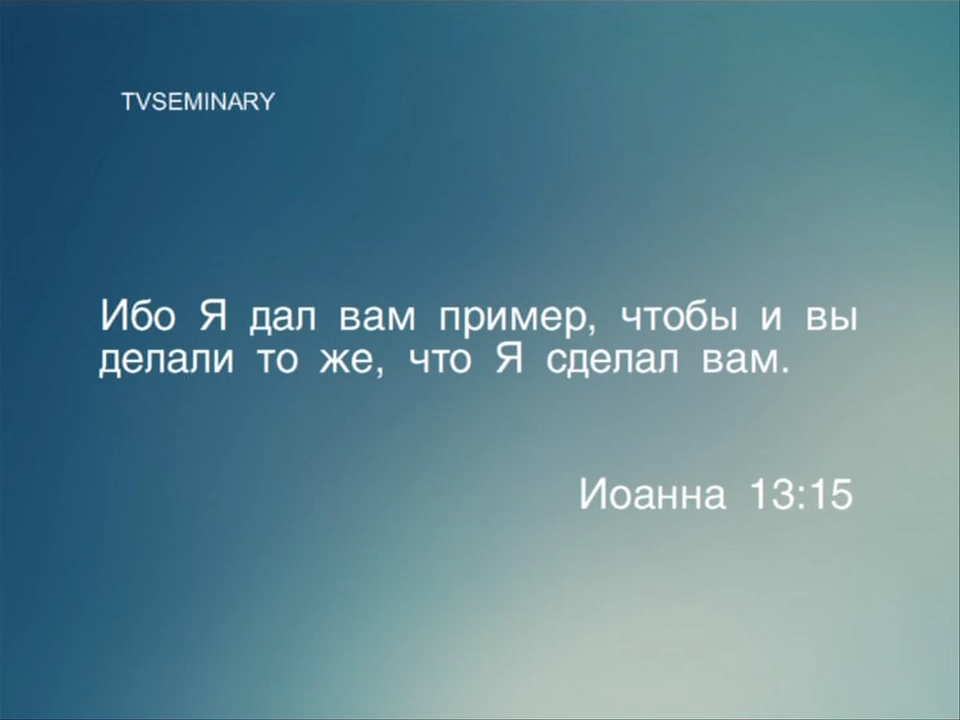 TVSEMINARY
Ибо Я дал вам пример, чтобы и вы
делали то же, что Я сделал вам.
Иоанна 13:15